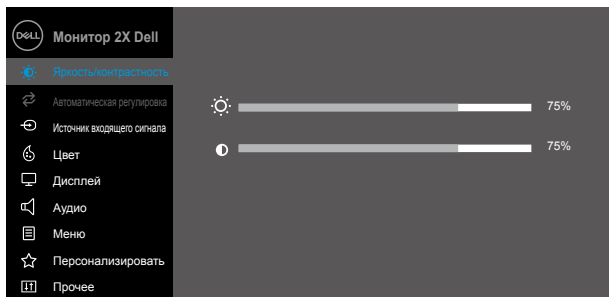 DELL
Монитор 2X Dell
Яркость/контрастность
Автоматическая регулировка
75%
Источник входящего сигнала
75%
Цвет
Дисплей
Аудио
Меню
Персонализировать
Прочее